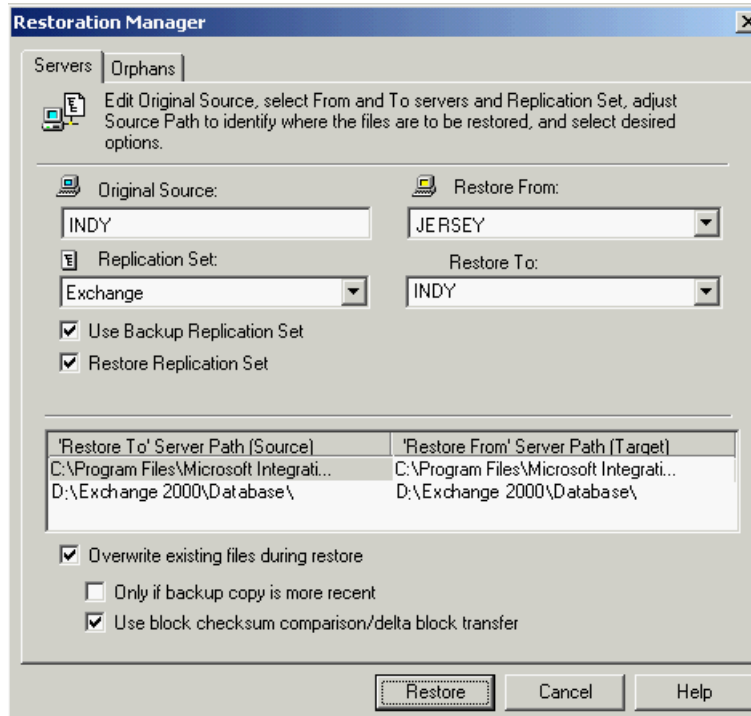 Restoration Manager
Servers
Orphans
Edit Original Source, select From and To servers and Replication Set, adjust
Source Path to identify where the files are to be restored, and select desired
options.
Original Source:
Restore From:
INDY
JERSEY
Replication Set:
Restore To:
Exchange
INDY
Use Backup Replication Set
Restore Replication Set
'Restore To' Server Path (Source)
'Restore From' Server Path (Target)
C:\Program Files\Microsoft Integrati...
C:\Program Files\Microsoft Integrati...
D:\Exchange 2000\Database\
D:\Exchange 2000\Database\
Overwrite existing files during restore
Only if backup copy is more recent
Use block checksum comparison/delta block transfer
Restore
Cancel
Help